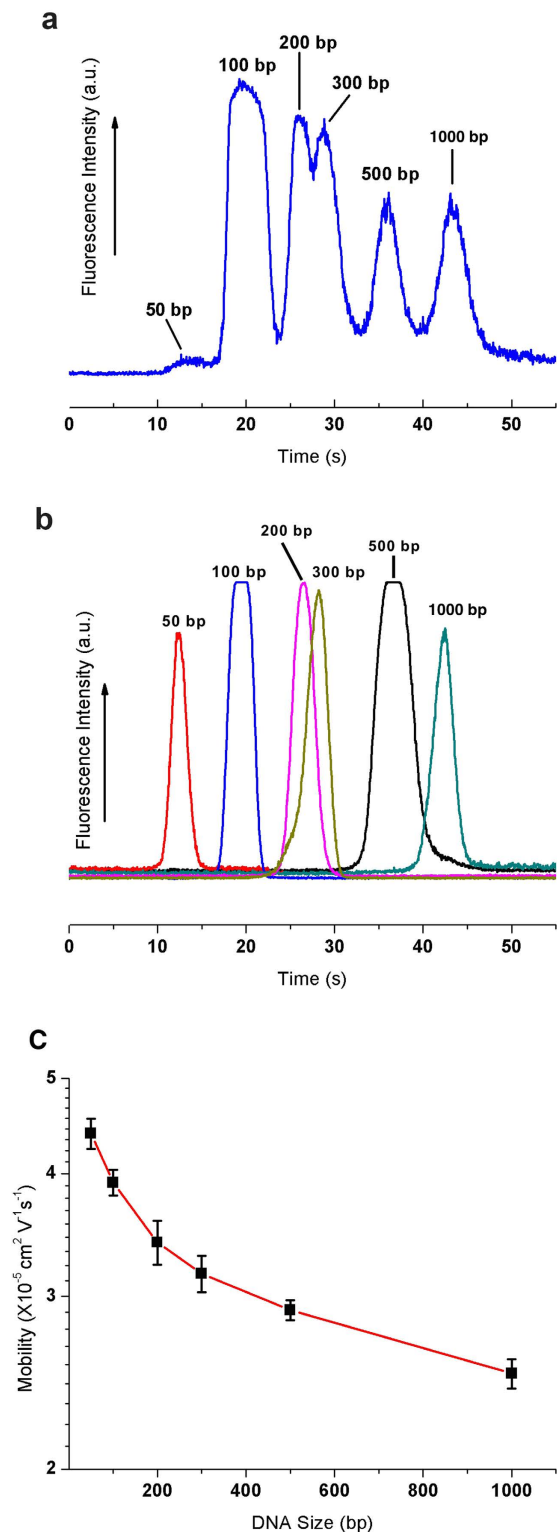 a
200 bp
100 bp
300 bp
1000 bp
500 bp
50 bp
Fluorescence Intensity (a.u.)
0 10 20 30 40 50
Time (s)
b
200 bp
500 bp
100 bp
300 bp
50 bp
1000 bp
Fluorescence Intensity (a.u.)
0 10 20 30 40 50
Time (s)
C
5
4
3
2
Mobility (X10⁻⁵ cm² V⁻¹s⁻¹)
200 400 600 800 1000
DNA Size (bp)